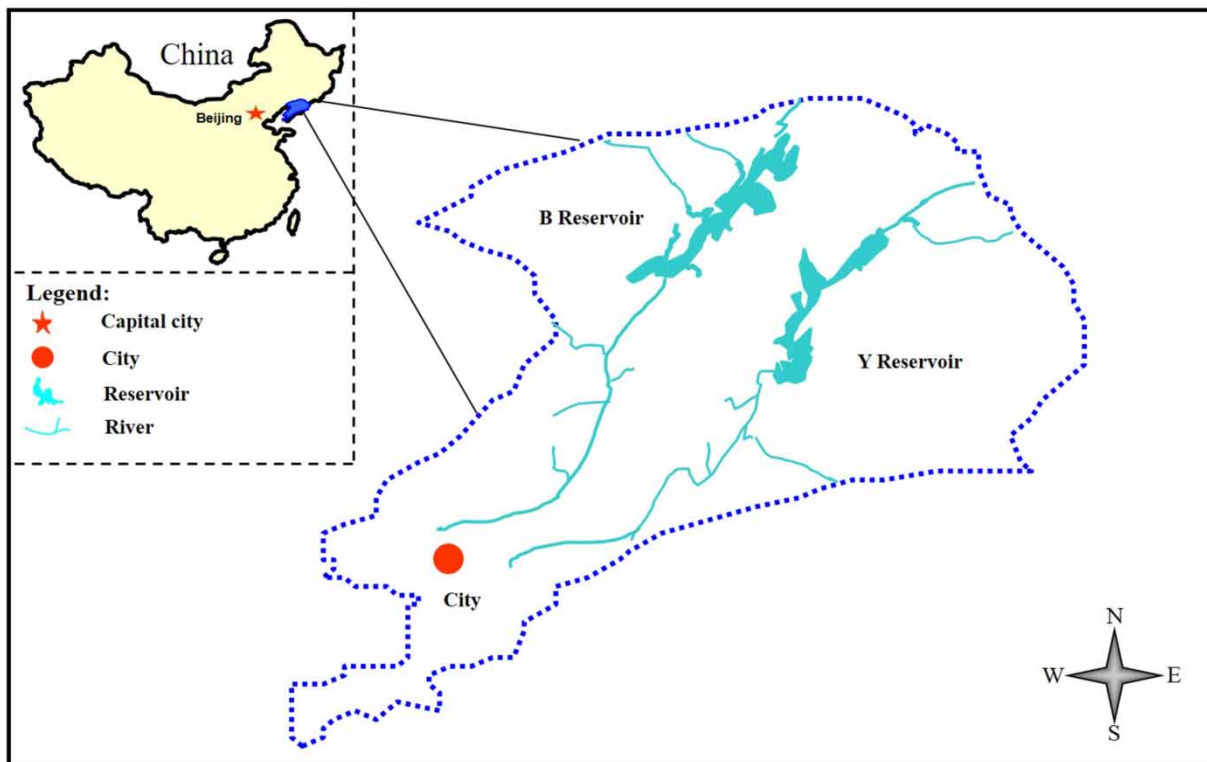 China
Beijing
Legend:
Capital city
City
Reservoir
River
B Reservoir
Y Reservoir
City
N
W
E
S